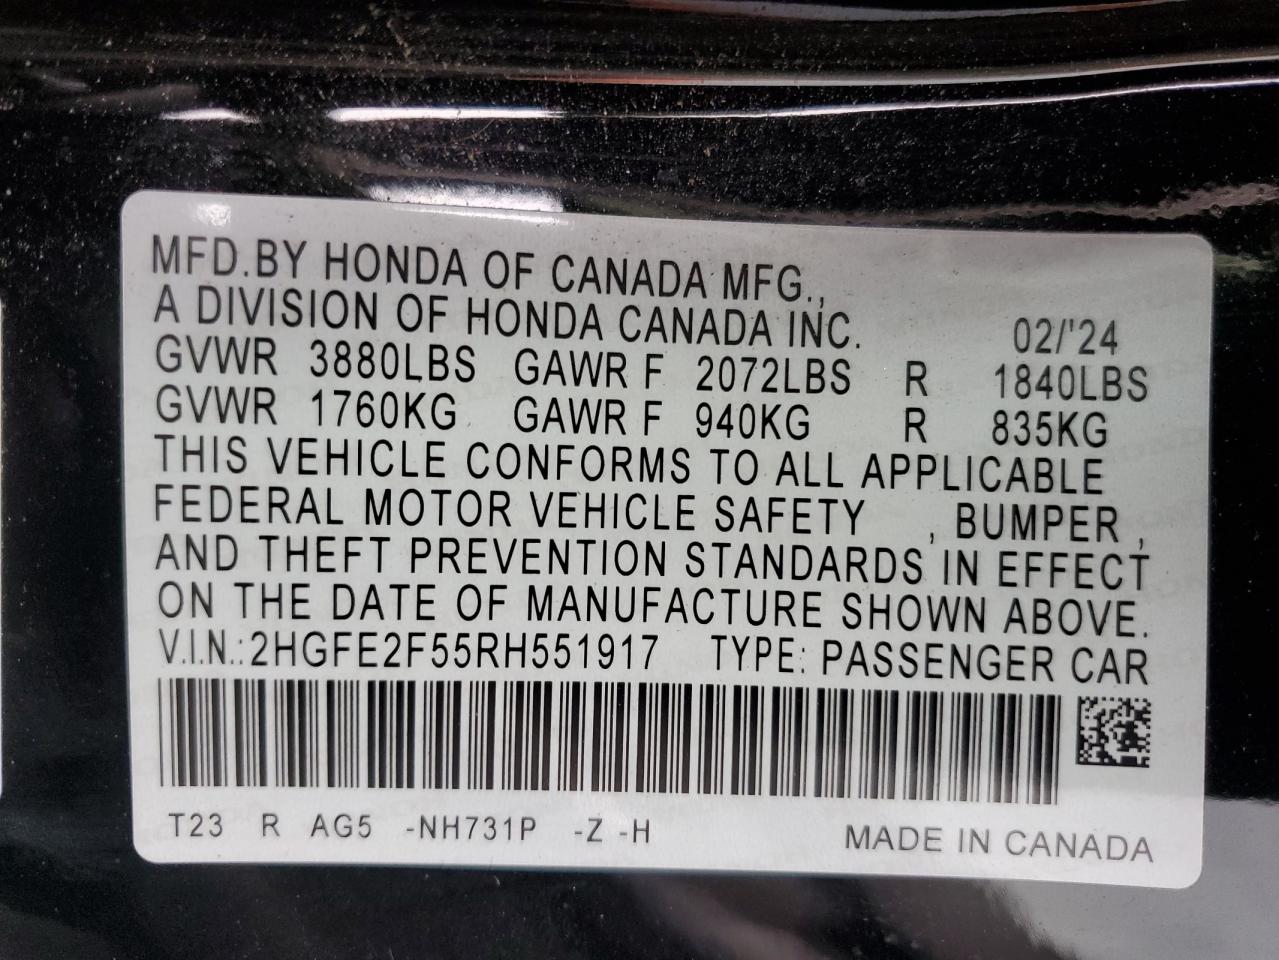 MFD.BY HONDA OF CANADA MFG.,
A DIVISION OF HONDA CANADA INC. 02/'24
GVWR 3880LBS GAWR F 2072LBS R 1840LBS
GVWR 1760KG GAWR F 940KG R 835KG
THIS VEHICLE CONFORMS TO ALL APPLICABLE
FEDERAL MOTOR VEHICLE SAFETY , BUMPER ,
AND THEFT PREVENTION STANDARDS IN EFFECT
ON THE DATE OF MANUFACTURE SHOWN ABOVE.
V.I.N.:2HGFE2F55RH551917 TYPE: PASSENGER CAR
T23 R AG5 -NH731P -Z -H MADE IN CANADA